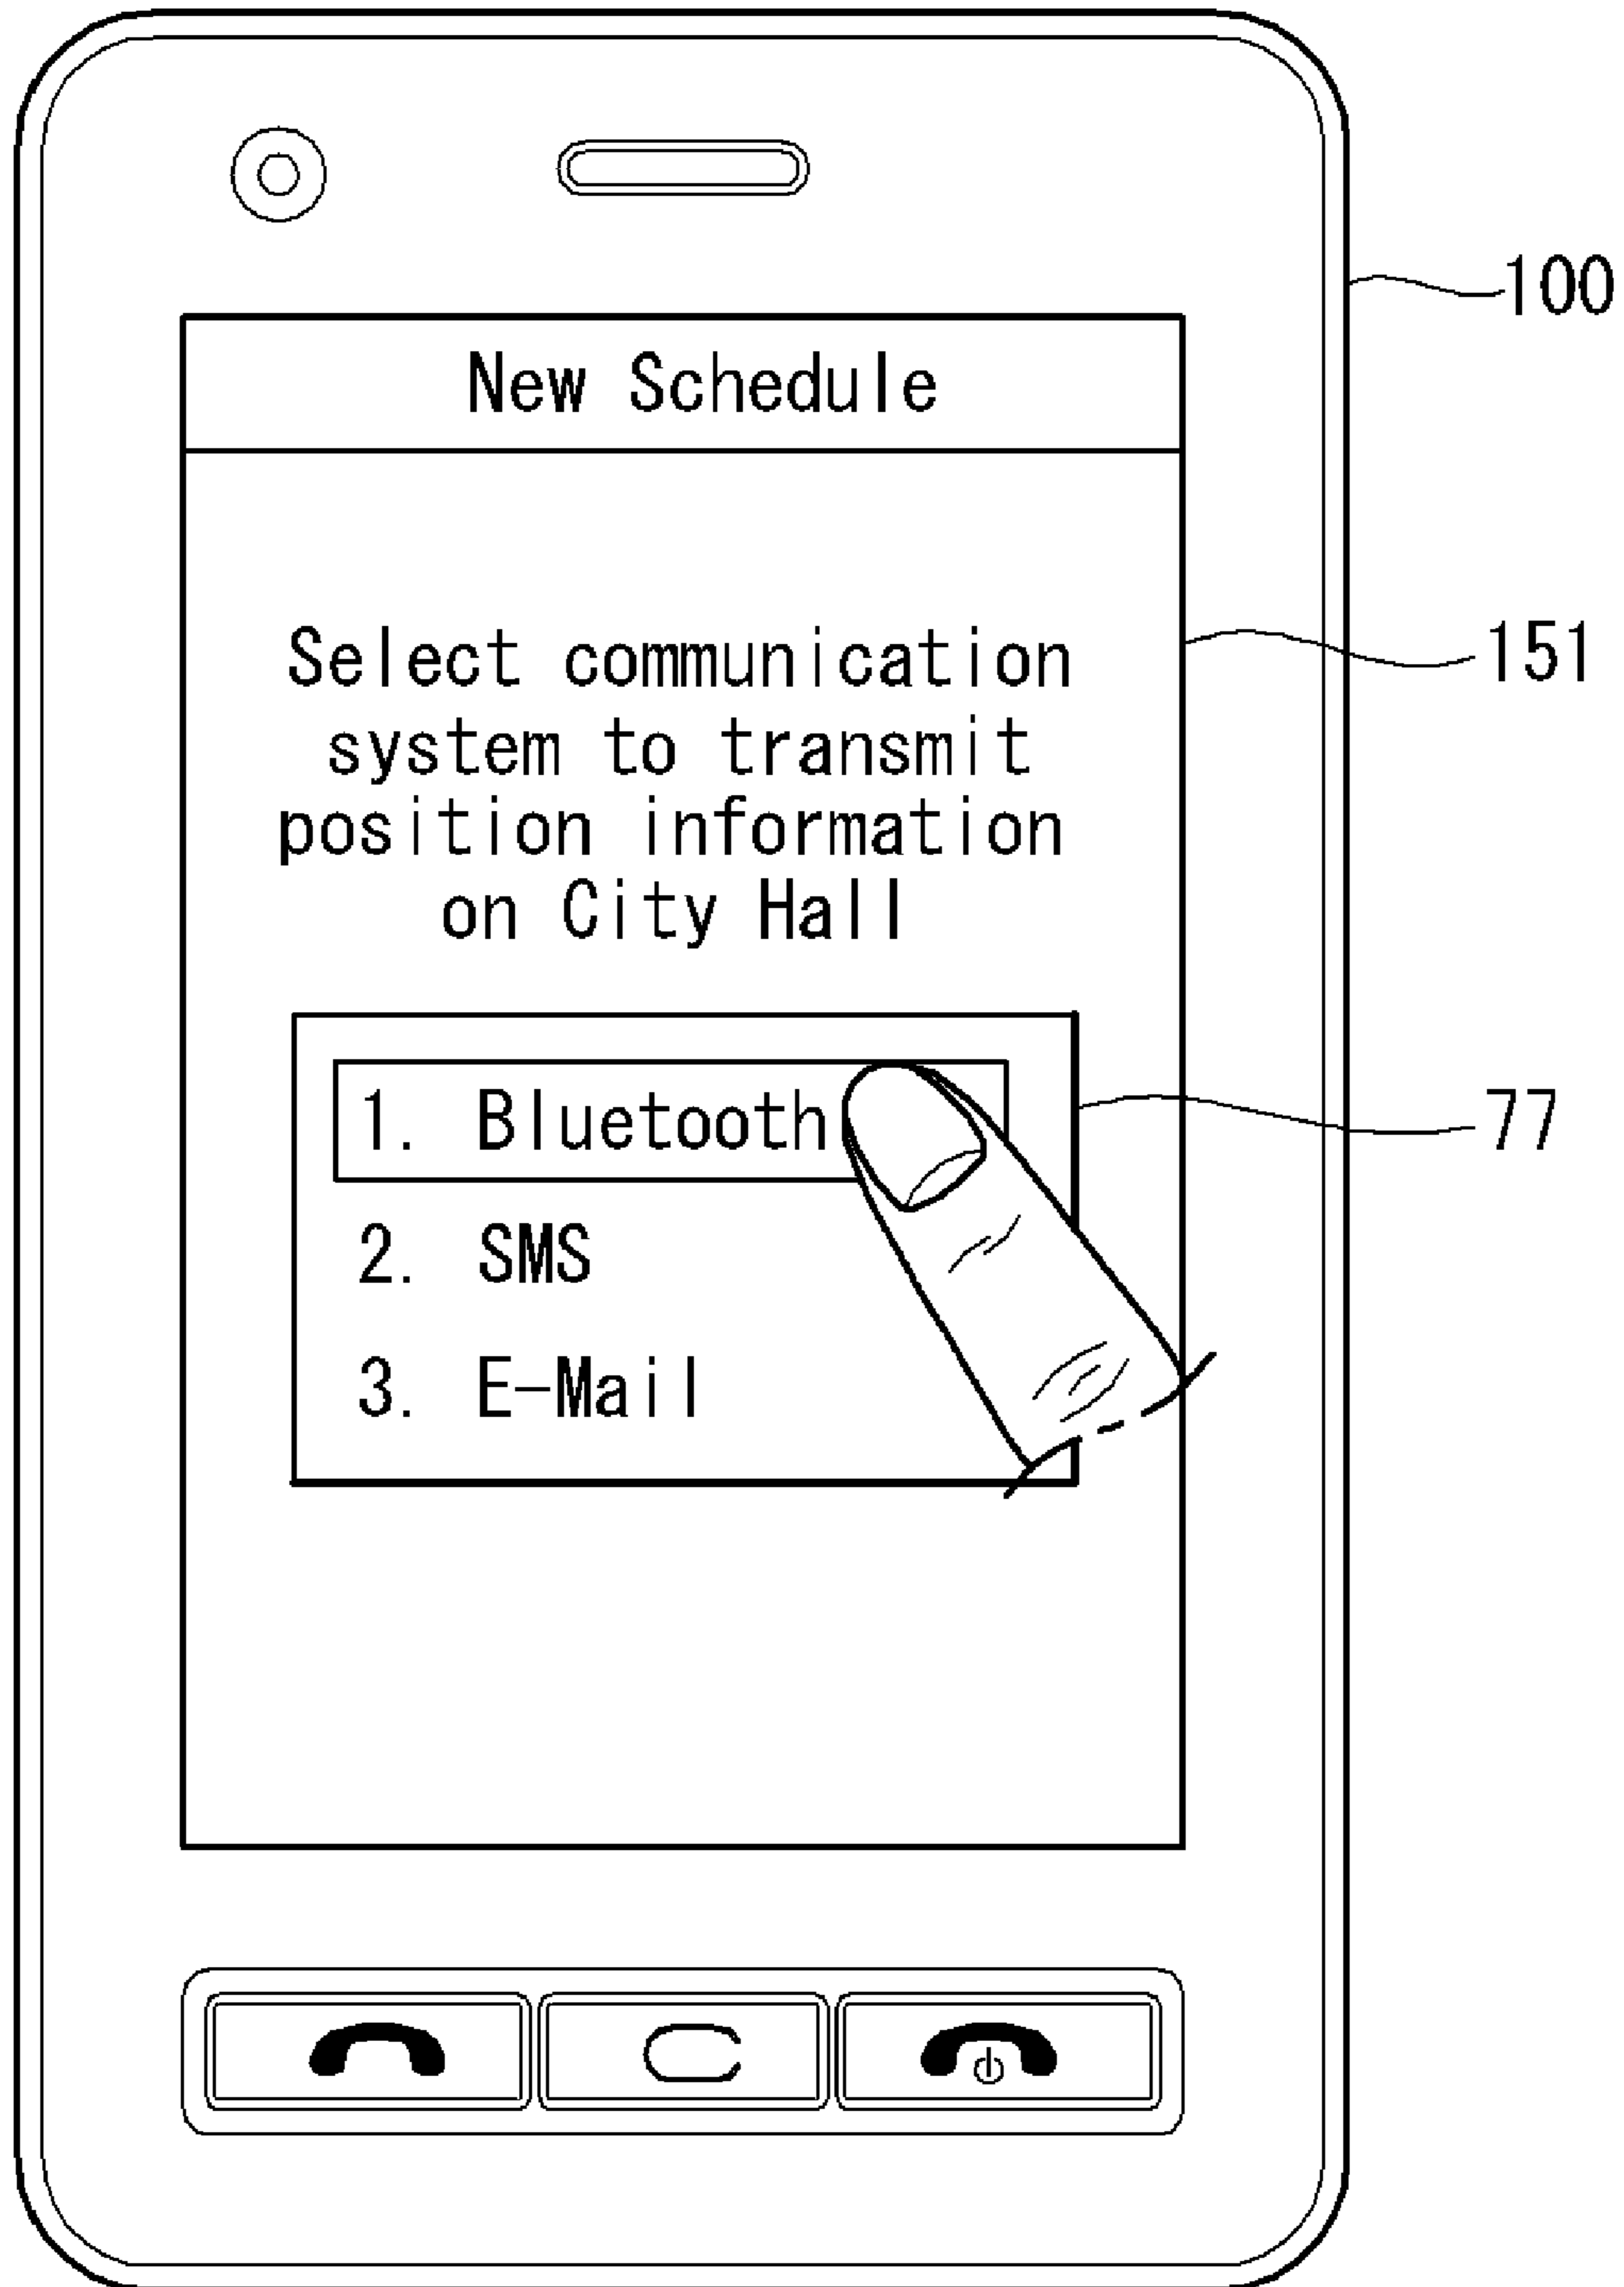 100
New Schedule
151
Select communication
system to transmit
position information
on City Hall
77
1. Bluetooth
2. SMS
3. E-Mail
C